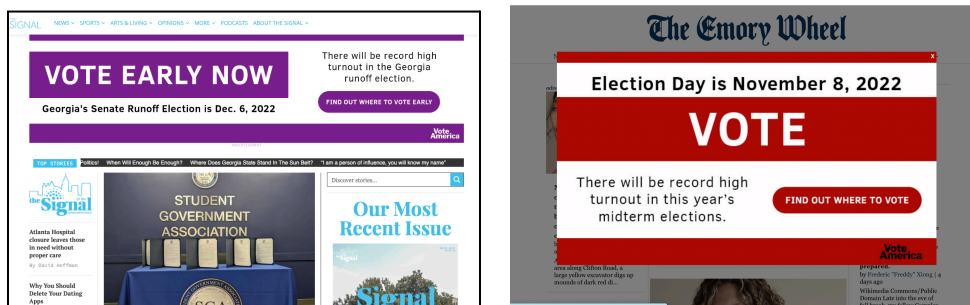 SIGNAL
NEWS SPORTS ARTS & LIVING OPINIONS MORE PODCASTS ABOUT THE SIGNAL
VOTE EARLY NOW
Georgia's Senate Runoff Election is Dec. 6, 2022
There will be record high
turnout in the Georgia
runoff election.
FIND OUT WHERE TO VOTE EARLY
Vote.
America
TOP STORIES Politics! When Will Enough Be Enough? Where Does Georgia State Stand In The Sun Belt? "I am a person of influence, you will know my name"
the Signal
Atlanta Hospital
closure leaves those
in need without
proper care
By David Hoffman
Why You Should
Delete Your Dating
Apps
STUDENT
GOVERNMENT
ASSOCIATION
SGA
Discover stories...
Our Most
Recent Issue
Signal
The Emory Wheel
X
Election Day is November 8, 2022
VOTE
There will be record high
turnout in this year's
midterm elections.
FIND OUT WHERE TO VOTE
Vote.
America
area along Clifton Road, a
large yellow excavator digs up
mounds of dark red di...
prepared.
by Frederic "Freddy" Xiong | 4
days ago
Wikimedia Commons/Public
Domain Late into the eve of